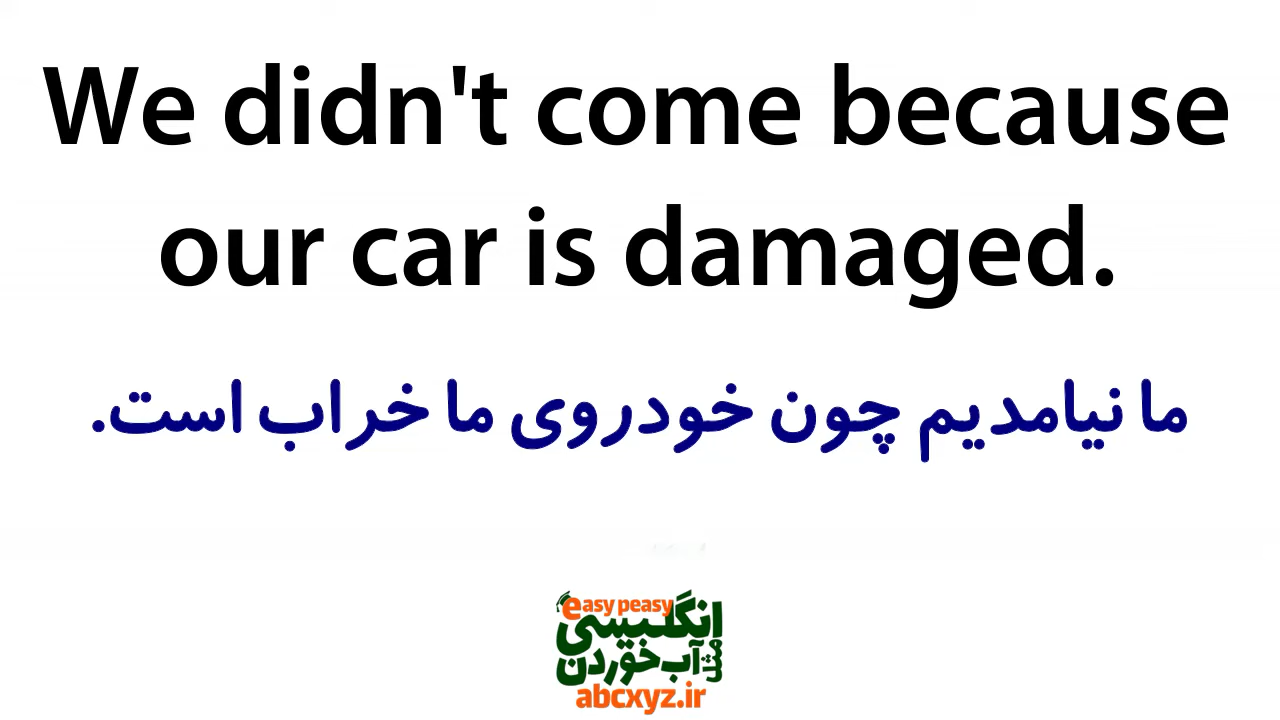 We didn't come because
our car is damaged.
ما نیامدیم چون خودروی ما خراب است.
easy peasy
انگلیسی
مثل آب خوردن
abcxyz.ir